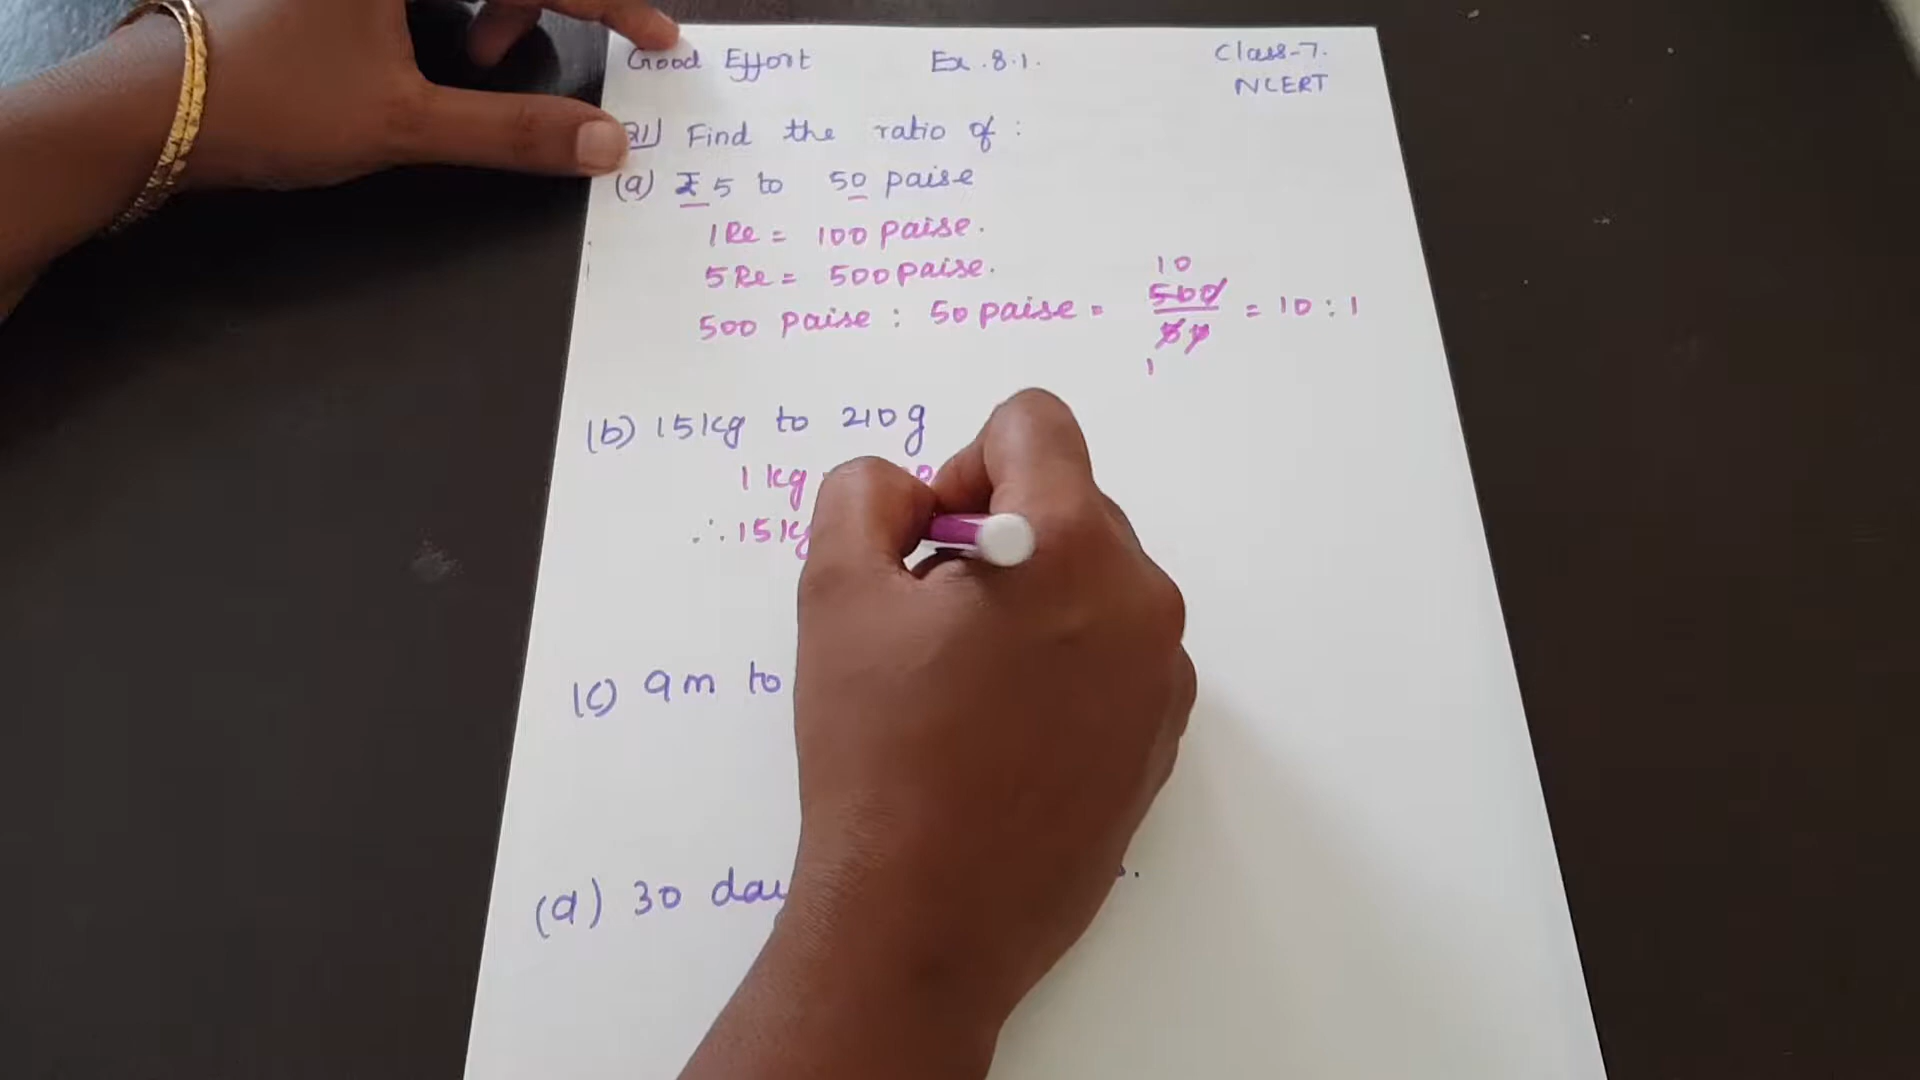 Good Effort Ex.8.1. Class-7.
NCERT
Q1) Find the ratio of :
(a) ₹5 to 50 paise
1Re = 100 paise.
5Re = 500 paise.
500 paise : 50 paise = 500/50 = 10 : 1
10
1
(b) 15kg to 210g
1 kg
∴ 15kg
(c) 9m to
(d) 30